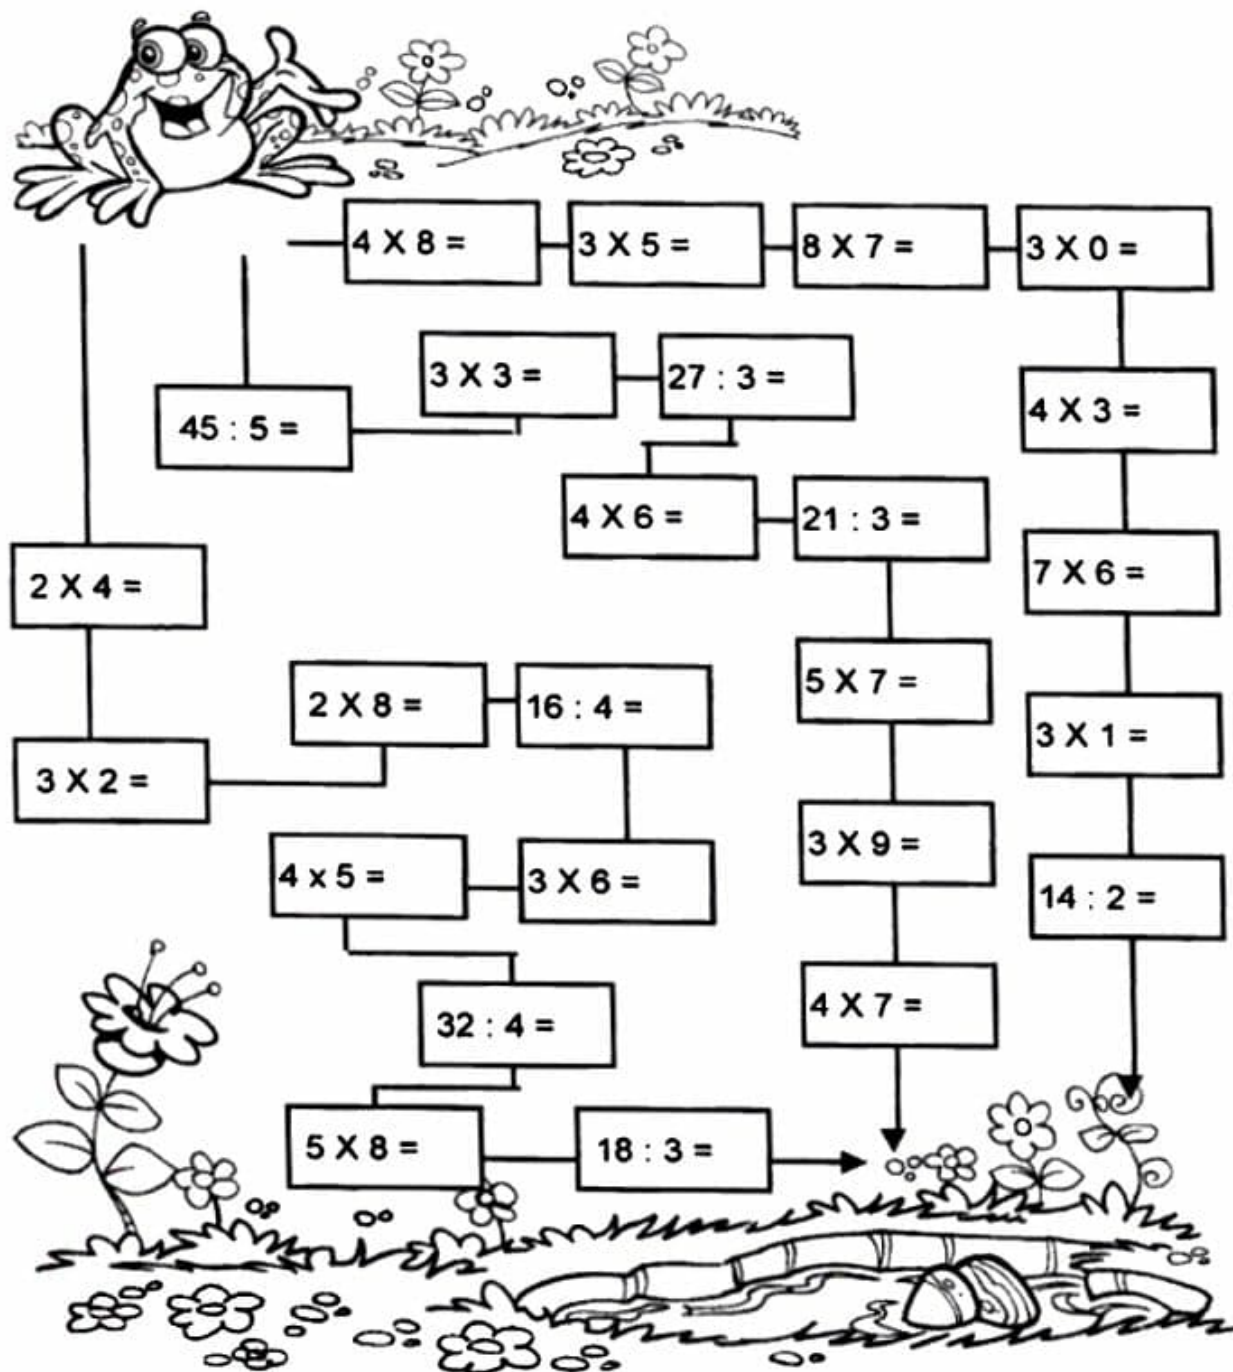 4 X 8 =
3 X 5 =
8 X 7 =
3 X 0 =
3 X 3 =
27 : 3 =
4 X 3 =
45 : 5 =
4 X 6 =
21 : 3 =
7 X 6 =
2 X 4 =
5 X 7 =
2 X 8 =
16 : 4 =
3 X 1 =
3 X 2 =
3 X 9 =
4 x 5 =
3 X 6 =
14 : 2 =
4 X 7 =
32 : 4 =
5 X 8 =
18 : 3 =